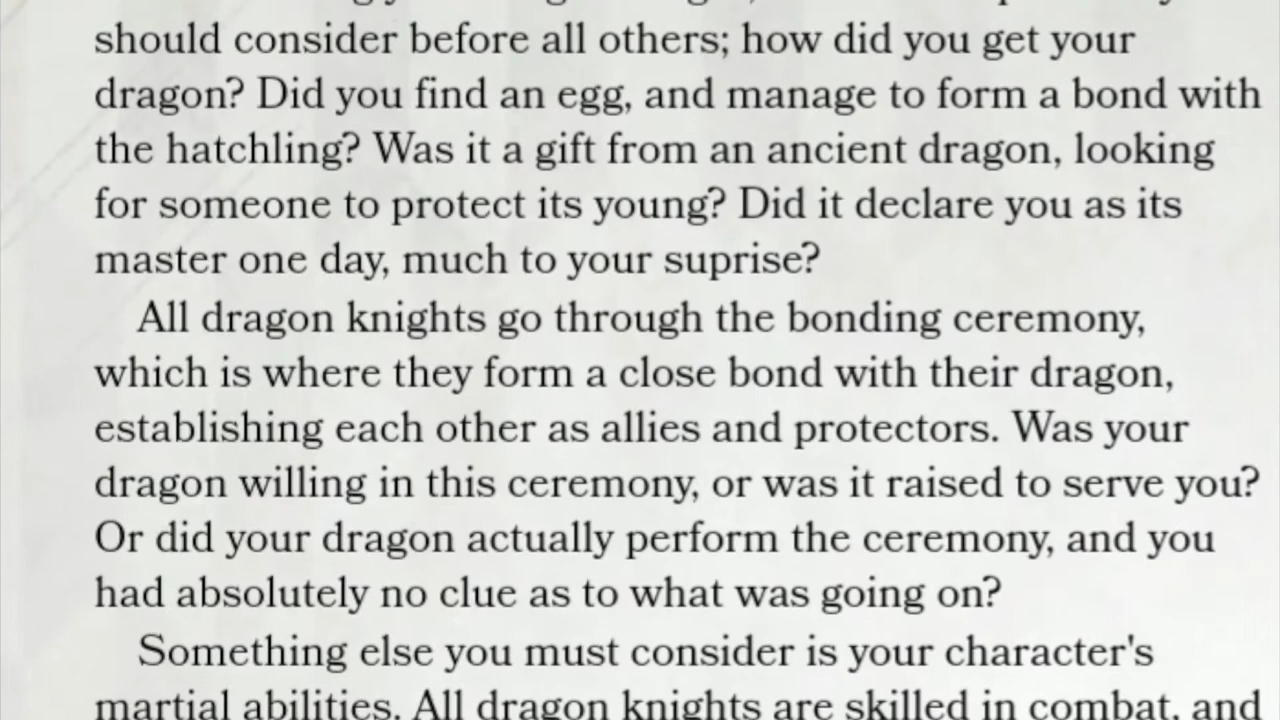 should consider before all others; how did you get your
dragon? Did you find an egg, and manage to form a bond with
the hatchling? Was it a gift from an ancient dragon, looking
for someone to protect its young? Did it declare you as its
master one day, much to your suprise?
All dragon knights go through the bonding ceremony,
which is where they form a close bond with their dragon,
establishing each other as allies and protectors. Was your
dragon willing in this ceremony, or was it raised to serve you?
Or did your dragon actually perform the ceremony, and you
had absolutely no clue as to what was going on?
Something else you must consider is your character's
martial abilities. All dragon knights are skilled in combat, and